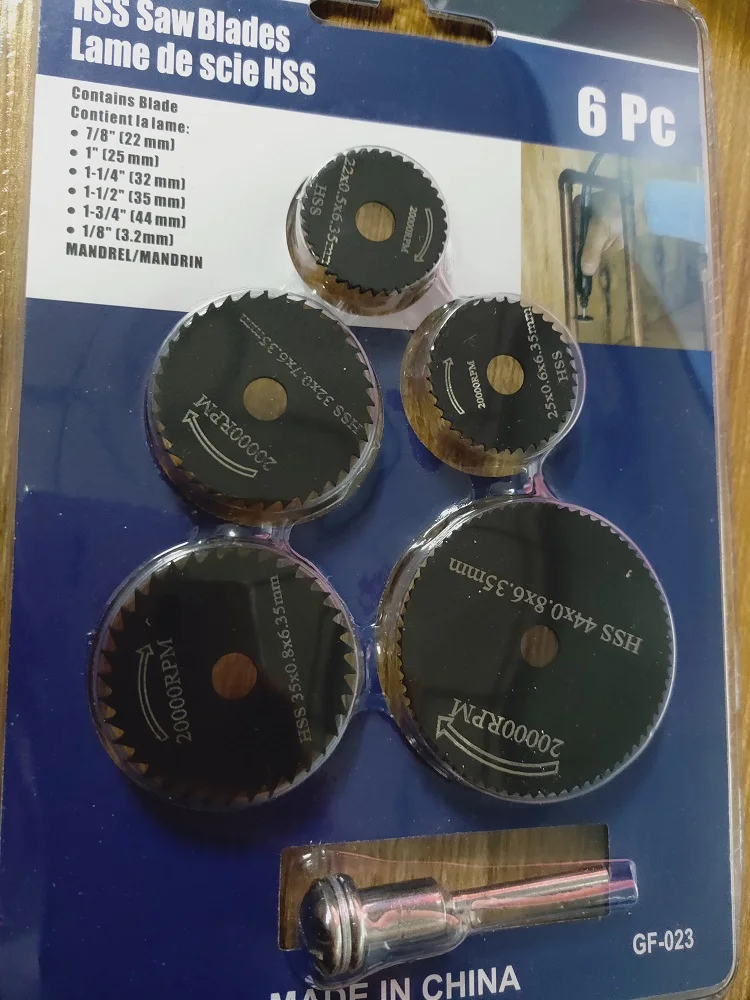 HSS Saw Blades
Lame de scie HSS
6 Pc
Contains Blade
Contient la lame:
• 7/8" (22 mm)
• 1" (25 mm)
• 1-1/4" (32 mm)
• 1-1/2" (35 mm)
• 1-3/4" (44 mm)
• 1/8" (3.2mm)
MANDREL/MANDRIN
22x0.5x6.35mm
HSS
20000RPM
HSS 32x0.7x6.35mm
20000RPM
25x0.6x6.35mm
HSS
20000RPM
HSS 35x0.8x6.35mm
20000RPM
HSS 44x0.8x6.35mm
20000RPM
GF-023
MADE IN CHINA